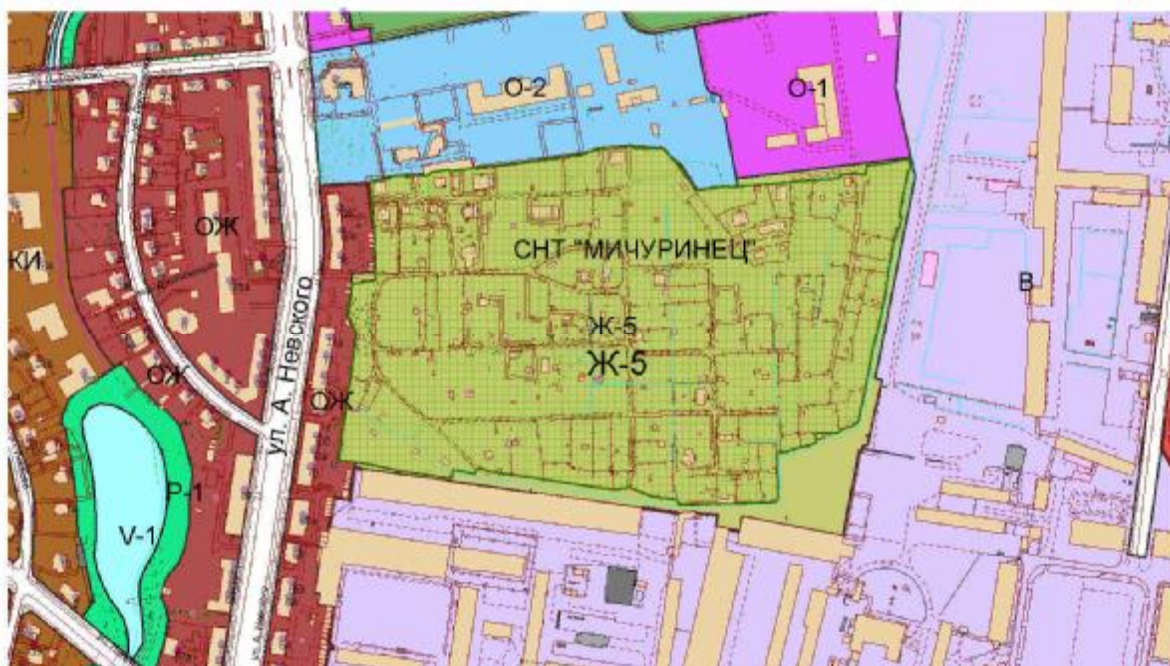 О-2
О-1
ОЖ
КИ
СНТ "МИЧУРИНЕЦ"
В
Ж-5
Ж-5
ОЖ
ОЖ
ул. А. Невского
Р-1
V-1